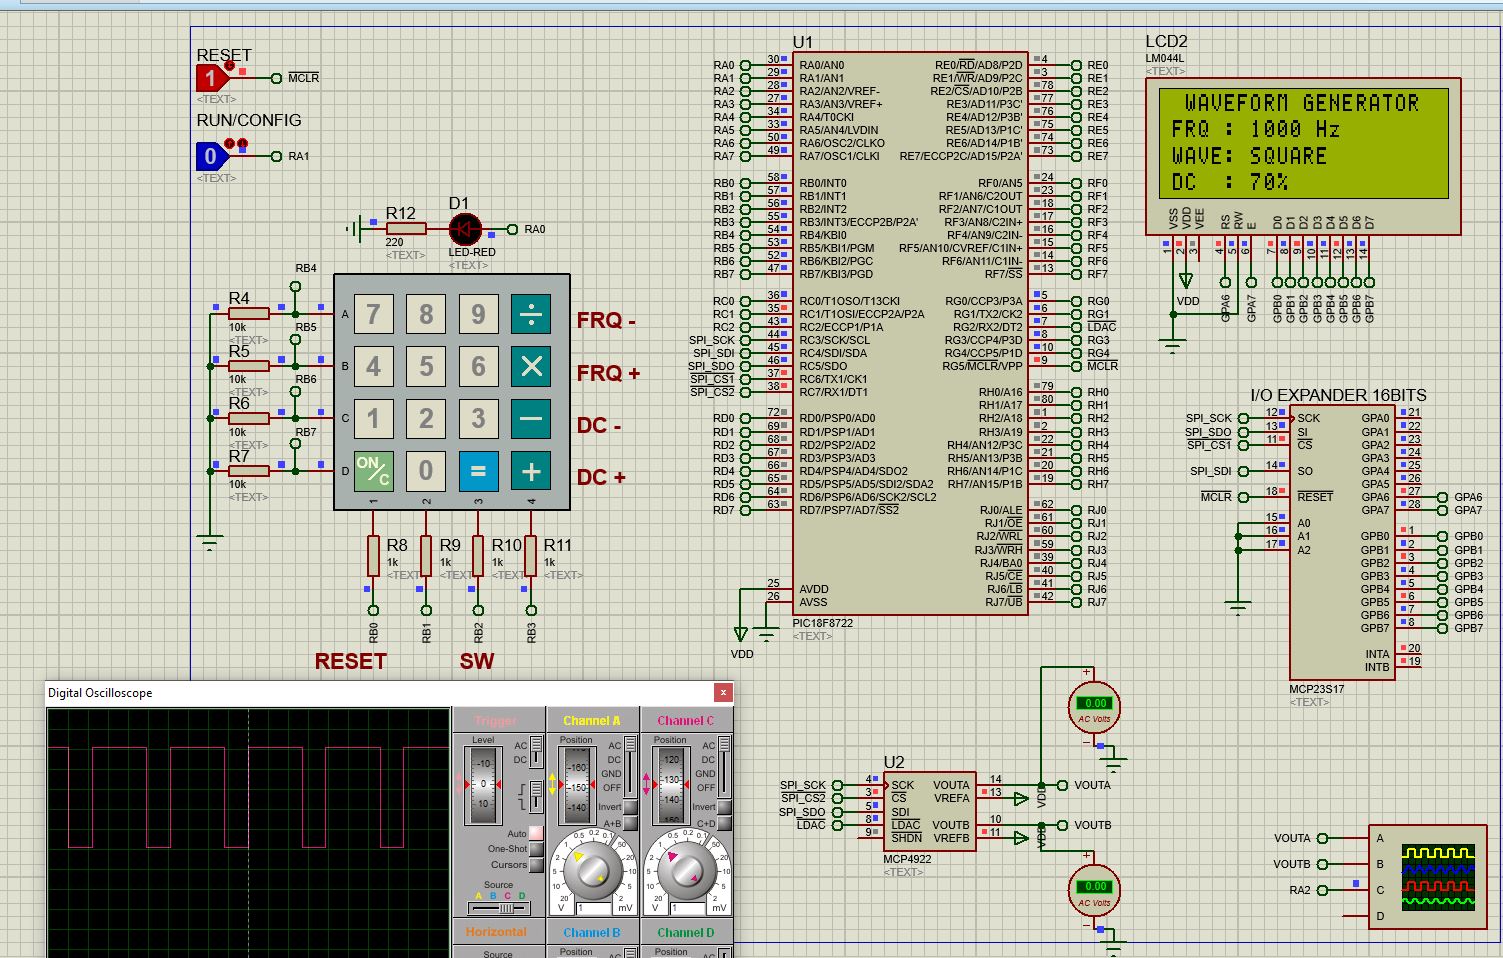 RESET
1
MCLR
<TEXT>
RUN/CONFIG
0
RA1
<TEXT>
R12
220
<TEXT>
D1
LED-RED
<TEXT>
RA0
RB4
R4
10k
<TEXT>
RB5
R5
10k
<TEXT>
RB6
R6
10k
<TEXT>
RB7
R7
10k
A
B
C
D
7 8 9 ÷
4 5 6 ×
1 2 3 −
ON/C 0 = +
1 2 3 4
FRQ -
FRQ +
DC -
DC +
R8
1k
<TEXT>
R9
1k
<TEXT>
R10
1k
<TEXT>
R11
1k
<TEXT>
RB0 RB1 RB2 RB3
RESET SW
U1
RA0 30 RA0/AN0
RA1 29 RA1/AN1
RA2 28 RA2/AN2/VREF-
RA3 27 RA3/AN3/VREF+
RA4 34 RA4/T0CKI
RA5 33 RA5/AN4/LVDIN
RA6 50 RA6/OSC2/CLKO
RA7 49 RA7/OSC1/CLKI
RB0 58 RB0/INT0
RB1 57 RB1/INT1
RB2 56 RB2/INT2
RB3 55 RB3/INT3/ECCP2B/P2A'
RB4 54 RB4/KBI0
RB5 53 RB5/KBI1/PGM
RB6 52 RB6/KBI2/PGC
RB7 47 RB7/KBI3/PGD
RC0 36 RC0/T1OSO/T13CKI
RC1 35 RC1/T1OSI/ECCP2A/P2A
RC2 43 RC2/ECCP1/P1A
SPI_SCK 44 RC3/SCK/SCL
SPI_SDI 45 RC4/SDI/SDA
SPI_SDO 46 RC5/SDO
SPI_CS1 37 RC6/TX1/CK1
SPI_CS2 38 RC7/RX1/DT1
RD0 72 RD0/PSP0/AD0
RD1 69 RD1/PSP1/AD1
RD2 68 RD2/PSP2/AD2
RD3 67 RD3/PSP3/AD3
RD4 66 RD4/PSP4/AD4/SDO2
RD5 65 RD5/PSP5/AD5/SDI2/SDA2
RD6 64 RD6/PSP6/AD6/SCK2/SCL2
RD7 63 RD7/PSP7/AD7/SS2
25 AVDD
26 AVSS
VDD
RE0/RD/AD8/P2D 4 RE0
RE1/WR/AD9/P2C 3 RE1
RE2/CS/AD10/P2B 78 RE2
RE3/AD11/P3C' 77 RE3
RE4/AD12/P3B' 76 RE4
RE5/AD13/P1C' 75 RE5
RE6/AD14/P1B' 74 RE6
RE7/ECCP2C/AD15/P2A' 73 RE7
RF0/AN5 24 RF0
RF1/AN6/C2OUT 23 RF1
RF2/AN7/C1OUT 18 RF2
RF3/AN8/C2IN+ 17 RF3
RF4/AN9/C2IN- 16 RF4
RF5/AN10/CVREF/C1IN+ 15 RF5
RF6/AN11/C1IN- 14 RF6
RF7/SS 13 RF7
RG0/CCP3/P3A 5 RG0
RG1/TX2/CK2 6 RG1
RG2/RX2/DT2 7 LDAC
RG3/CCP4/P3D 8 RG3
RG4/CCP5/P1D 10 RG4
RG5/MCLR/VPP 9 MCLR
RH0/A16 79 RH0
RH1/A17 80 RH1
RH2/A18 1 RH2
RH3/A19 2 RH3
RH4/AN12/P3C 22 RH4
RH5/AN13/P3B 21 RH5
RH6/AN14/P1C 20 RH6
RH7/AN15/P1B 19 RH7
RJ0/ALE 62 RJ0
RJ1/OE 61 RJ1
RJ2/WRL 60 RJ2
RJ3/WRH 59 RJ3
RJ4/BA0 39 RJ4
RJ5/CE 40 RJ5
RJ6/LB 41 RJ6
RJ7/UB 42 RJ7
PIC18F8722
<TEXT>
LCD2
LM044L
<TEXT>
WAVEFORM GENERATOR
FRQ : 1000 Hz
WAVE: SQUARE
DC : 70%
VSS VDD VEE RS RW E D0 D1 D2 D3 D4 D5 D6 D7
1 2 3 4 5 6 7 8 9 10 11 12 13 14
VDD
GPA6 GPA7 GPB0 GPB1 GPB2 GPB3 GPB4 GPB5 GPB6 GPB7
I/O EXPANDER 16BITS
SPI_SCK 12 SCK
SPI_SDO 13 SI
SPI_CS1 11 CS
SPI_SDI 14 SO
MCLR 18 RESET
15 A0
16 A1
17 A2
GPA0 21
GPA1 22
GPA2 23
GPA3 24
GPA4 25
GPA5 26
GPA6 27 GPA6
GPA7 28 GPA7
GPB0 1 GPB0
GPB1 2 GPB1
GPB2 3 GPB2
GPB3 4 GPB3
GPB4 5 GPB4
GPB5 6 GPB5
GPB6 7 GPB6
GPB7 8 GPB7
INTA 20
INTB 19
MCP23S17
<TEXT>
0.00
AC Volts
U2
SPI_SCK 4 SCK
SPI_CS2 3 CS
SPI_SDO 5 SDI
LDAC 8 LDAC
9 SHDN
VOUTA 14 VOUTA
VREFA 13 VDD
VOUTB 10 VOUTB
VREFB 11 VDD
MCP4922
<TEXT>
0.00
AC Volts
VOUTA A
VOUTB B
RA2 C
D
Digital Oscilloscope
x
Trigger
Level
-10
0
10
AC
DC
Auto
One-Shot
Cursors
Source
A B C D
Horizontal
Source
Channel A
Position
-160
-150
-140
AC
DC
GND
OFF
Invert
A+B
V 1 mV
Channel B
Position
AC
Channel C
Position
120
130
140
AC
DC
GND
OFF
Invert
C+D
V 1 mV
Channel D
Position
AC